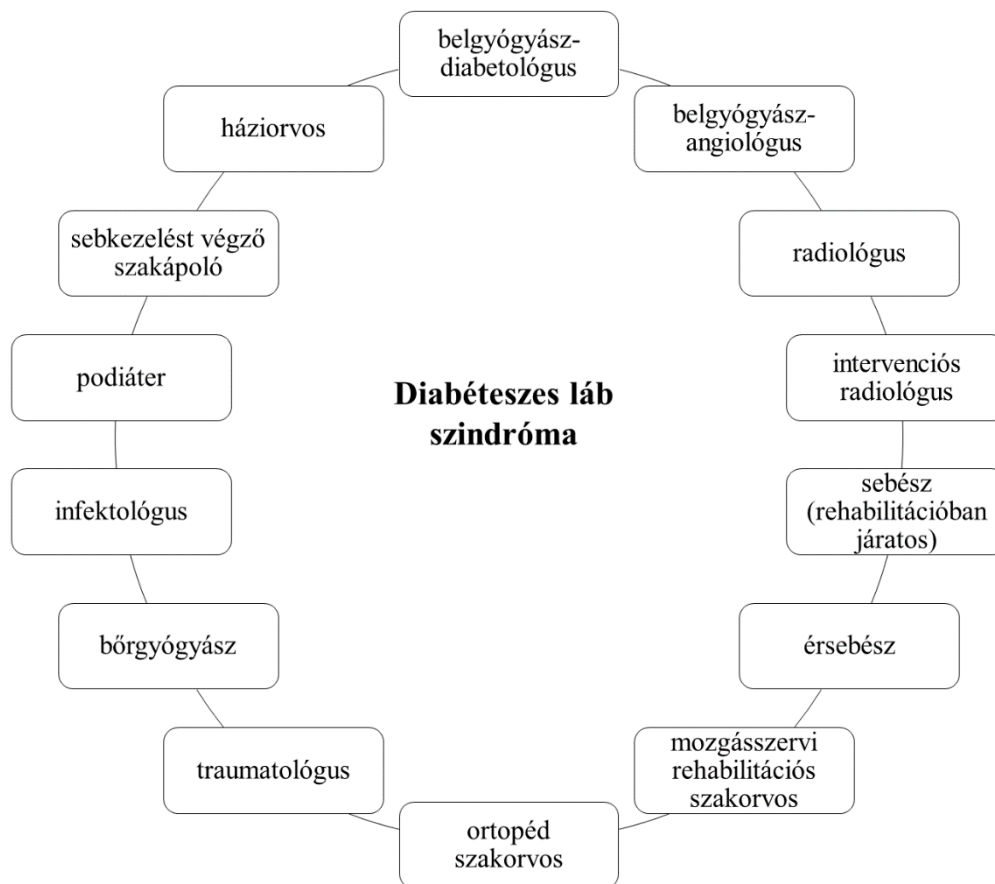 belgyógyász-
diabetológus
belgyógyász-
angiológus
radiológus
intervenciós
radiológus
sebész
(rehabilitációban
járatos)
érsebész
mozgásszervi
rehabilitációs
szakorvos
ortopéd
szakorvos
traumatológus
bőrgyógyász
infektológus
podiáter
sebkezelést végző
szakápoló
háziorvos
Diabéteszes láb
szindróma